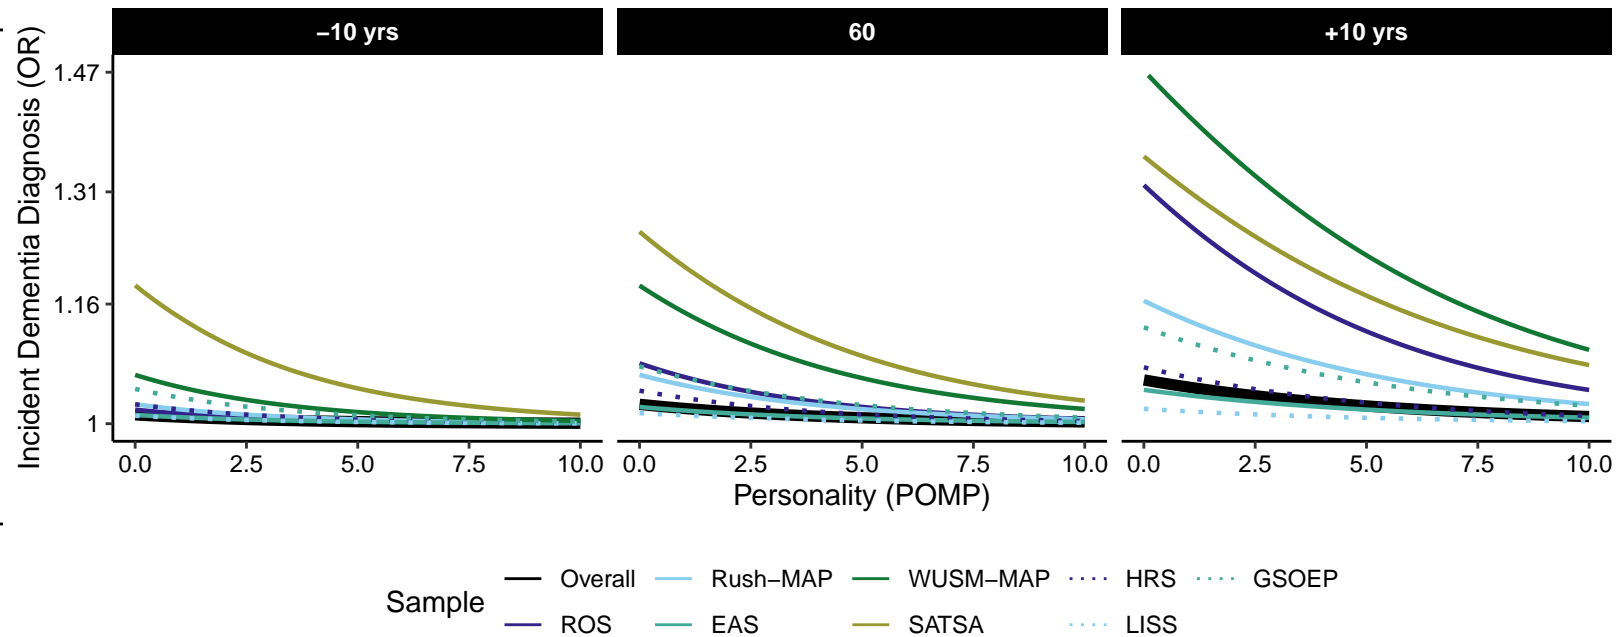 −10 yrs 60 +10 yrs
Incident Dementia Diagnosis (OR)
1.47
1.31
1.16
1
0.0 2.5 5.0 7.5 10.0 0.0 2.5 5.0 7.5 10.0 0.0 2.5 5.0 7.5 10.0
Personality (POMP)
Sample
Overall Rush−MAP WUSM−MAP HRS GSOEP
ROS EAS SATSA LISS